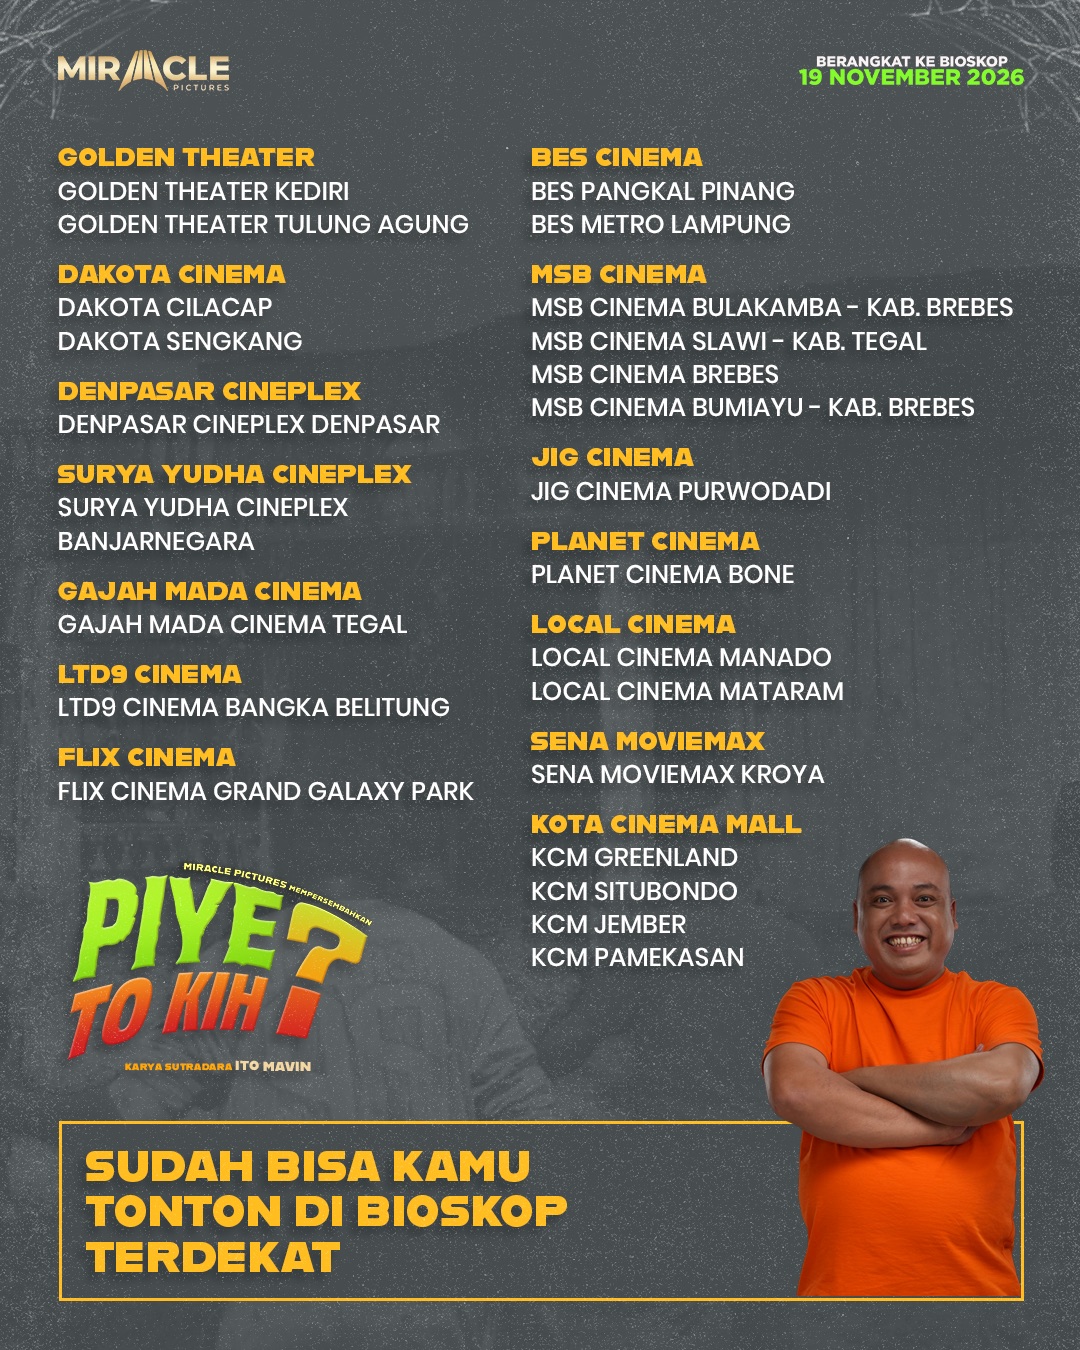 MIRACLE
PICTURES
BERANGKAT KE BIOSKOP
19 NOVEMBER 2026
GOLDEN THEATER
GOLDEN THEATER KEDIRI
GOLDEN THEATER TULUNG AGUNG
DAKOTA CINEMA
DAKOTA CILACAP
DAKOTA SENGKANG
DENPASAR CINEPLEX
DENPASAR CINEPLEX DENPASAR
SURYA YUDHA CINEPLEX
SURYA YUDHA CINEPLEX
BANJARNEGARA
GAJAH MADA CINEMA
GAJAH MADA CINEMA TEGAL
LTD9 CINEMA
LTD9 CINEMA BANGKA BELITUNG
FLIX CINEMA
FLIX CINEMA GRAND GALAXY PARK
BES CINEMA
BES PANGKAL PINANG
BES METRO LAMPUNG
MSB CINEMA
MSB CINEMA BULAKAMBA - KAB. BREBES
MSB CINEMA SLAWI - KAB. TEGAL
MSB CINEMA BREBES
MSB CINEMA BUMIAYU - KAB. BREBES
JIG CINEMA
JIG CINEMA PURWODADI
PLANET CINEMA
PLANET CINEMA BONE
LOCAL CINEMA
LOCAL CINEMA MANADO
LOCAL CINEMA MATARAM
SENA MOVIEMAX
SENA MOVIEMAX KROYA
KOTA CINEMA MALL
KCM GREENLAND
KCM SITUBONDO
KCM JEMBER
KCM PAMEKASAN
MIRACLE PICTURES MEMPERSEMBAHKAN
PIYE
TO KIH?
KARYA SUTRADARA ITO MAVIN
SUDAH BISA KAMU
TONTON DI BIOSKOP
TERDEKAT